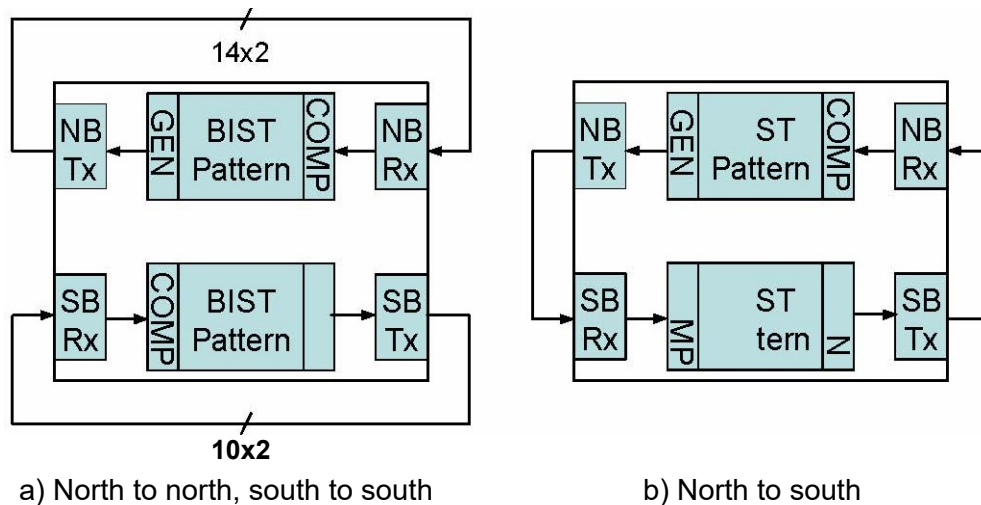 14x2
NB
Tx
GEN
BIST
Pattern
COMP
NB
Rx
SB
Rx
COMP
BIST
Pattern
SB
Tx
10x2
a) North to north, south to south
NB
Tx
GEN
ST
Pattern
COMP
NB
Rx
SB
Rx
MP
ST
tern
N
SB
Tx
b) North to south